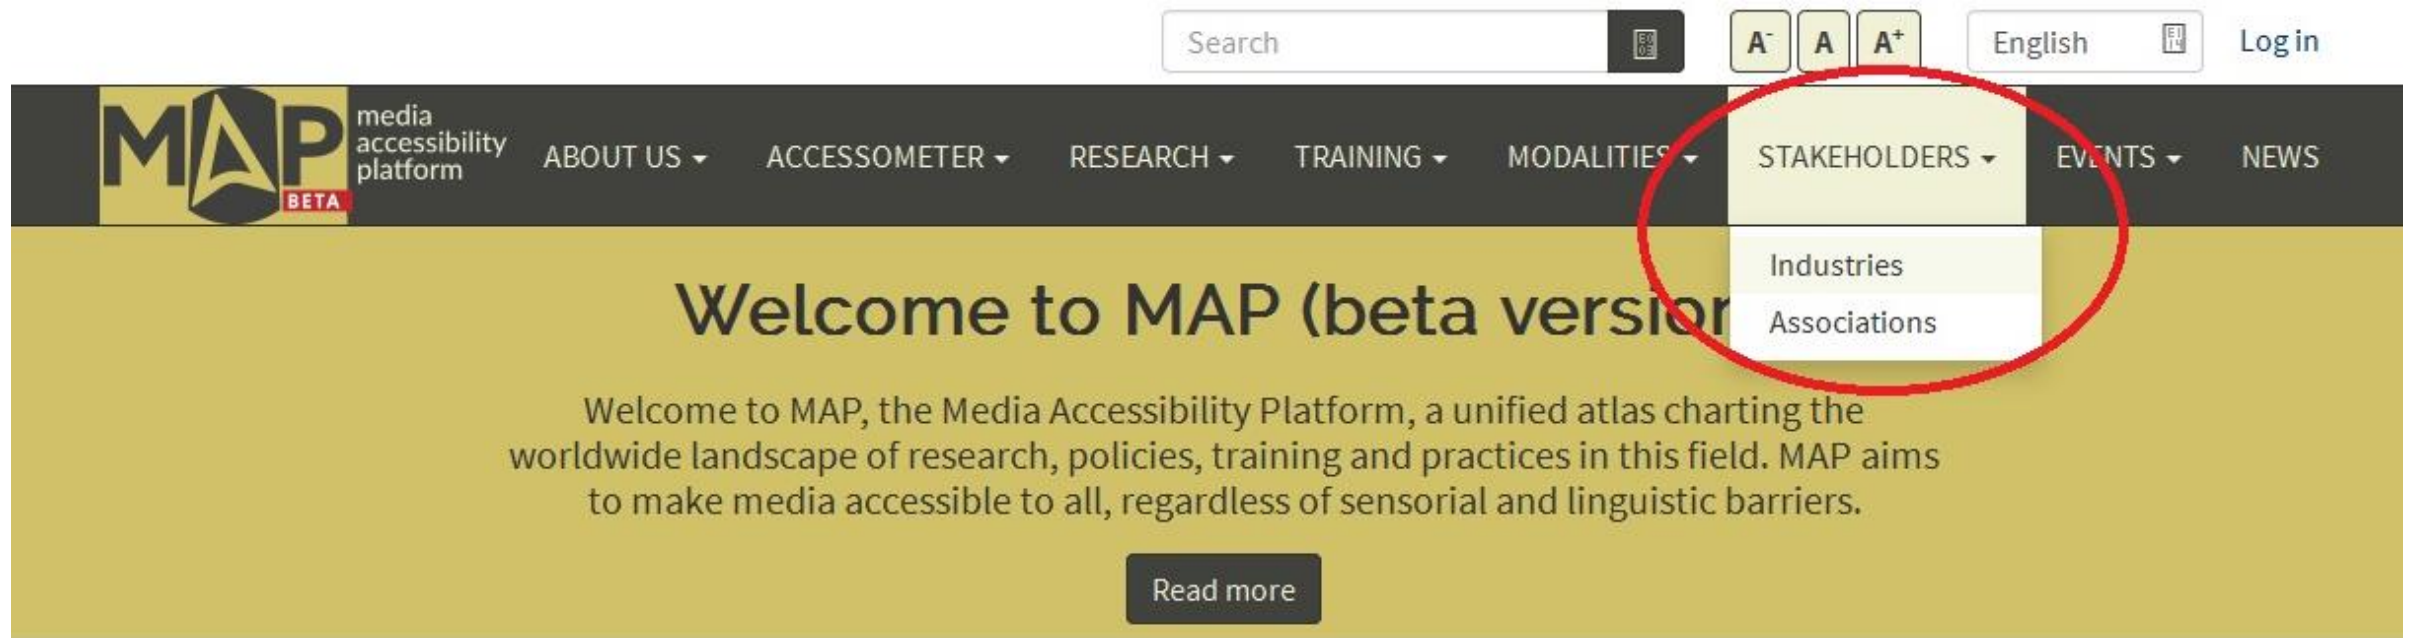 Search
A- A A+
English
Log in
MAP
BETA
media
accessibility
platform
ABOUT US
ACCESSOMETER
RESEARCH
TRAINING
MODALITIES
STAKEHOLDERS
EVENTS
NEWS
Industries
Associations
Welcome to MAP (beta version
Welcome to MAP, the Media Accessibility Platform, a unified atlas charting the
worldwide landscape of research, policies, training and practices in this field. MAP aims
to make media accessible to all, regardless of sensorial and linguistic barriers.
Read more